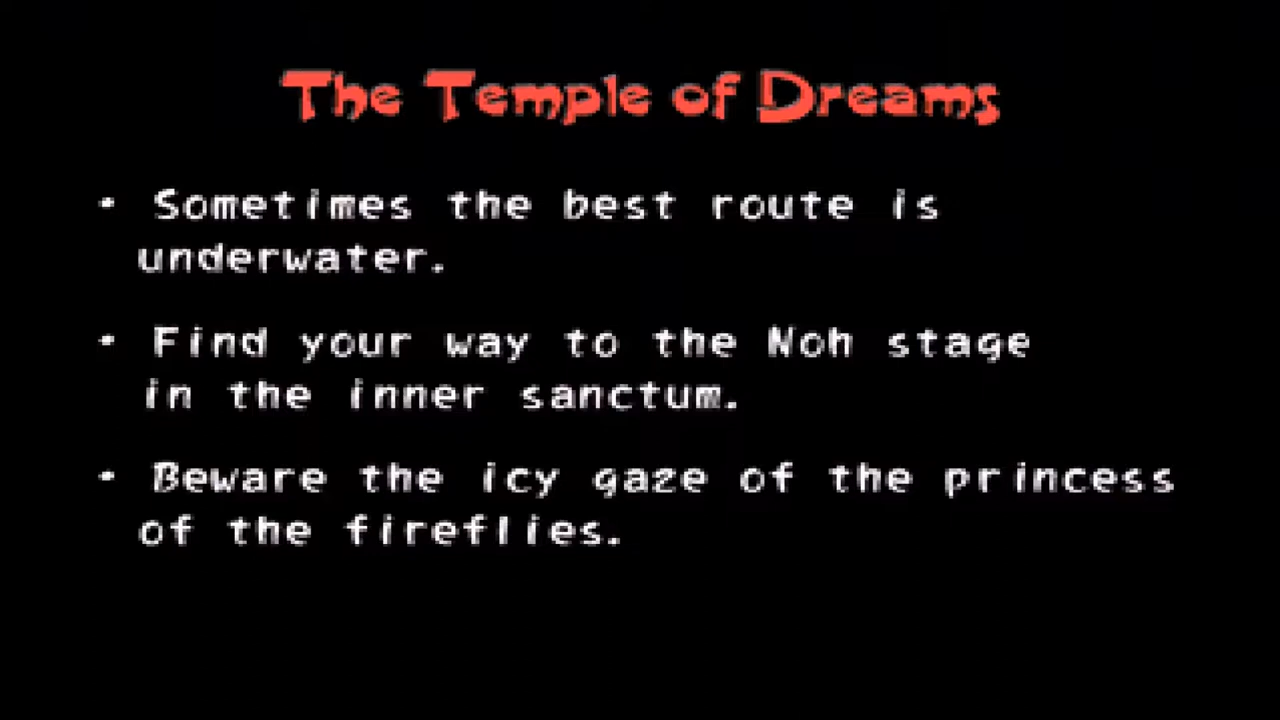 The Temple of Dreams
• Sometimes the best route is
underwater.
• Find your way to the Noh stage
in the inner sanctum.
• Beware the icy gaze of the princess
of the fireflies.